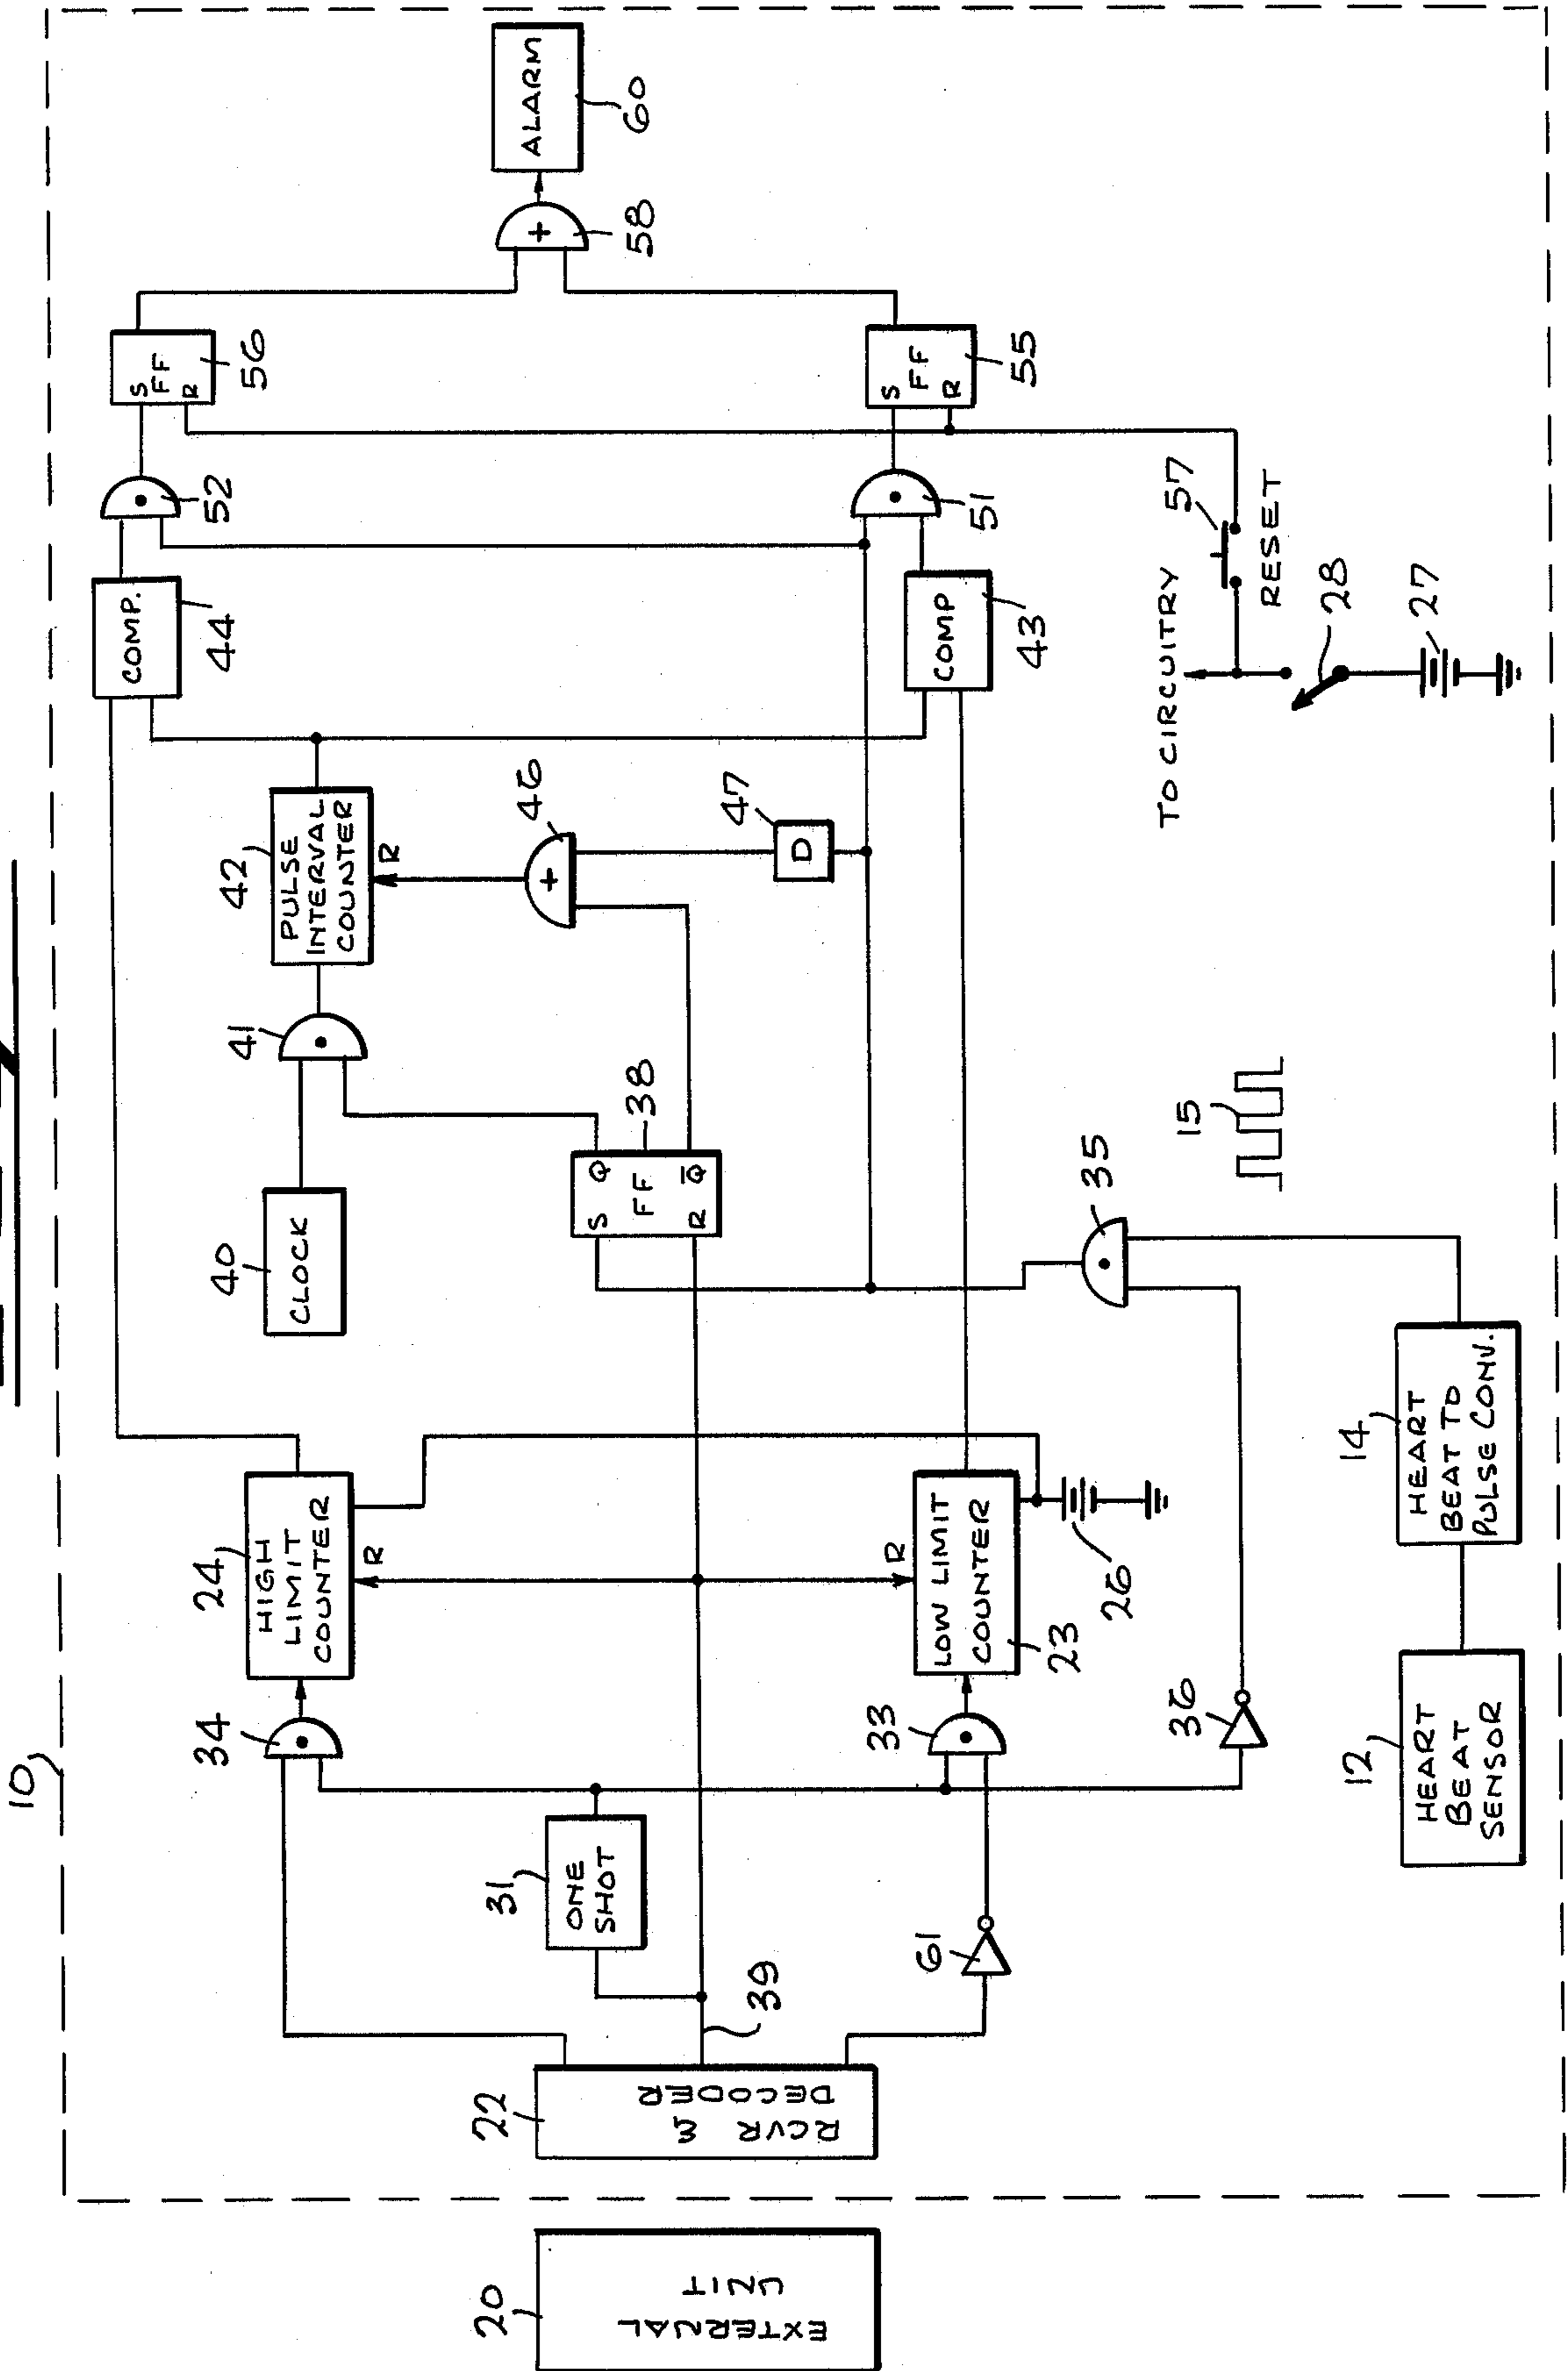 10
20
EXTERNAL
UNIT
22
RCVR &
DECODER
39
31
ONE
SHOT
34
24
HIGH
LIMIT
COUNTER
R
61
33
R
LOW LIMIT
COUNTER
23
26
36
12
HEART
BEAT
SENSOR
14
HEART
BEAT TO
PULSE CONV.
15
35
40
CLOCK
S Q
FF
R Q̅
38
41
42
PULSE
INTERVAL
COUNTER
R
46
47
D
COMP.
44
COMP
43
52
51
S
FF
R
56
S
FF
R
55
58
+
+
ALARM
60
TO CIRCUITRY
57
RESET
28
27